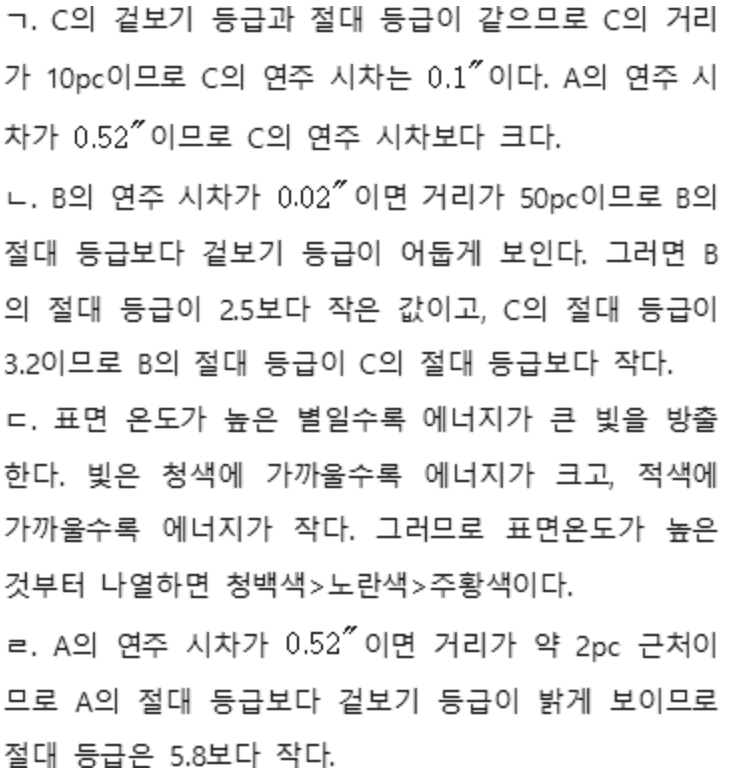 ㄱ. C의 겉보기 등급과 절대 등급이 같으므로 C의 거리
가 10pc이므로 C의 연주 시차는 0.1″이다. A의 연주 시
차가 0.52″이므로 C의 연주 시차보다 크다.
ㄴ. B의 연주 시차가 0.02″이면 거리가 50pc이므로 B의
절대 등급보다 겉보기 등급이 어둡게 보인다. 그러면 B
의 절대 등급이 2.5보다 작은 값이고, C의 절대 등급이
3.2이므로 B의 절대 등급이 C의 절대 등급보다 작다.
ㄷ. 표면 온도가 높은 별일수록 에너지가 큰 빛을 방출
한다. 빛은 청색에 가까울수록 에너지가 크고, 적색에
가까울수록 에너지가 작다. 그러므로 표면온도가 높은
것부터 나열하면 청백색>노란색>주황색이다.
ㄹ. A의 연주 시차가 0.52″이면 거리가 약 2pc 근처이
므로 A의 절대 등급보다 겉보기 등급이 밝게 보이므로
절대 등급은 5.8보다 작다.